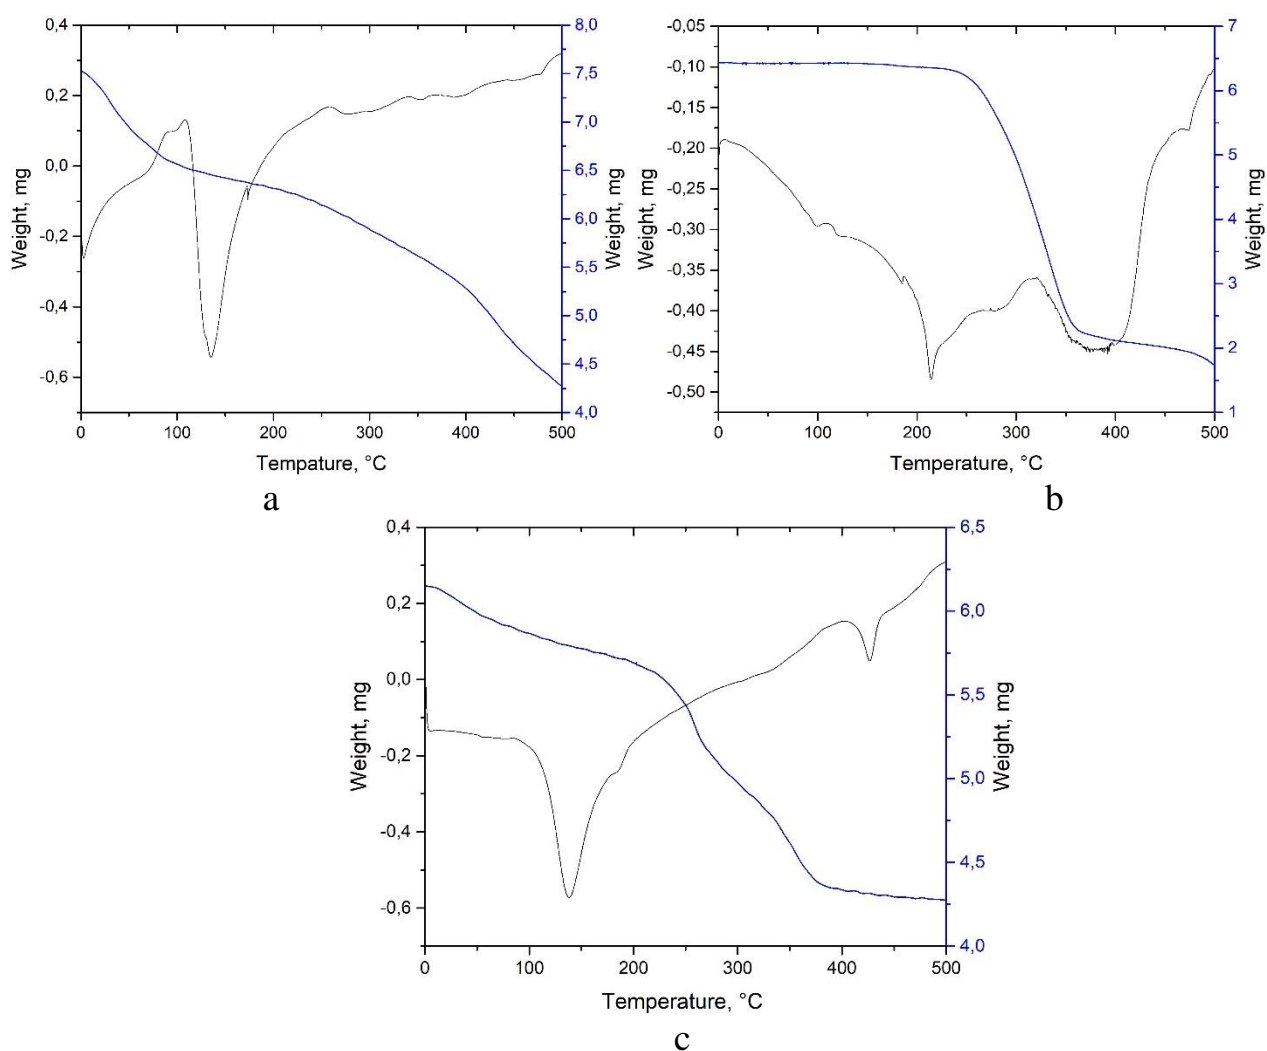 0,4
0,2
0,0
-0,2
-0,4
-0,6
Weight, mg
0 100 200 300 400 500
Tempature, °C
8,0
7,5
7,0
6,5
6,0
5,5
5,0
4,5
4,0
Weight, mg
a
-0,05
-0,10
-0,15
-0,20
-0,25
-0,30
-0,35
-0,40
-0,45
-0,50
Weight, mg
0 100 200 300 400 500
Temperature, °C
7
6
5
4
3
2
1
Weight, mg
b
0,4
0,2
0,0
-0,2
-0,4
-0,6
Weight, mg
0 100 200 300 400 500
Temperature, °C
6,5
6,0
5,5
5,0
4,5
4,0
Weight, mg
c